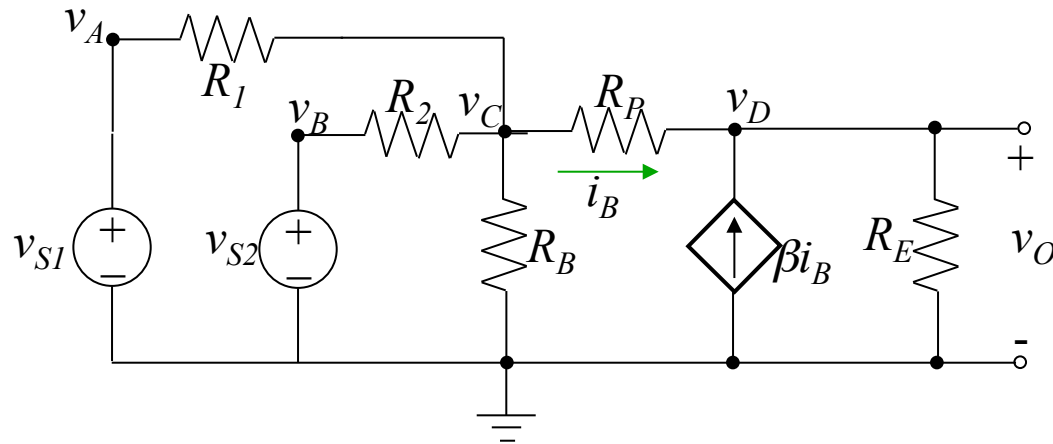 v_A
R_1
v_B
R_2
v_C
R_P
v_D
i_B
+
v_S1
+
−
v_S2
+
−
R_B
βi_B
R_E
v_O
-